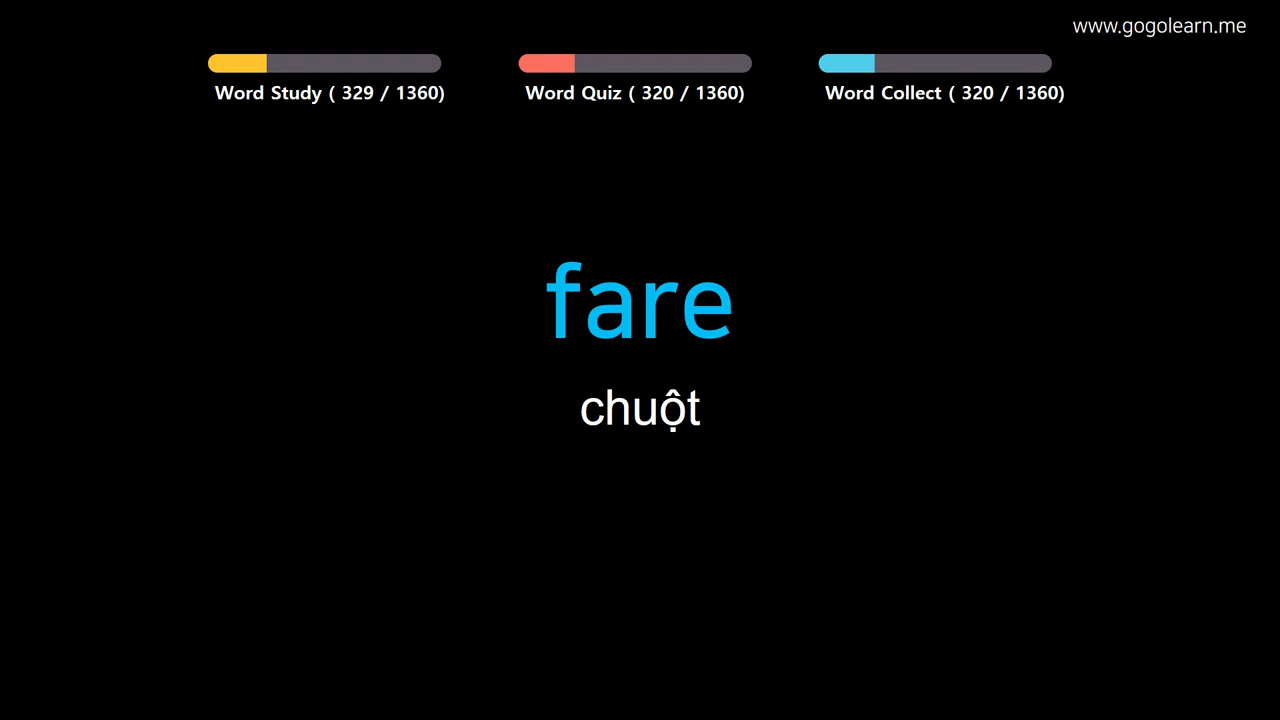 www.gogolearn.me
Word Study ( 329 / 1360)
Word Quiz ( 320 / 1360)
Word Collect ( 320 / 1360)
fare
chuột